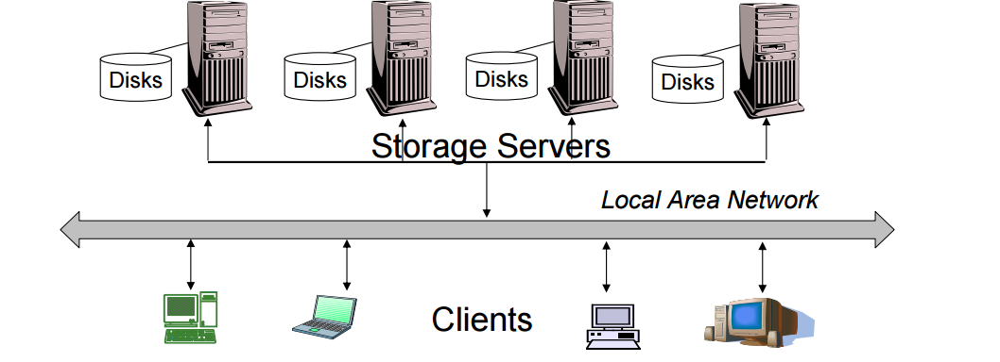 Disks
Disks
Disks
Disks
Storage Servers
Local Area Network
Clients